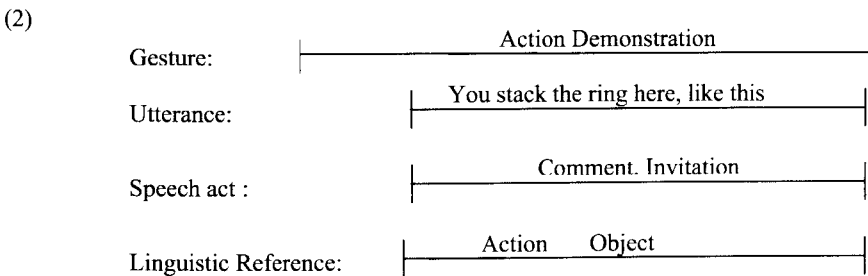 (2)
Action Demonstration
Gesture:
You stack the ring here, like this
Utterance:
Comment. Invitation
Speech act :
Action Object
Linguistic Reference: